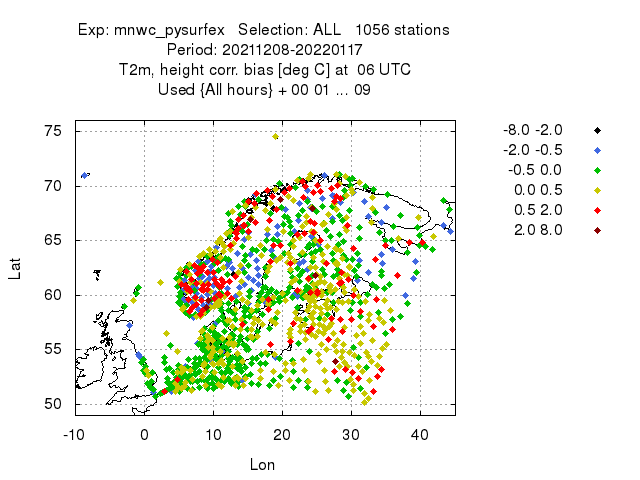 Exp: mnwc_pysurfex   Selection: ALL   1056 stations
Period: 20211208-20220117
T2m, height corr. bias [deg C] at  06 UTC
Used {All hours} + 00 01 ... 09
75
70
65
60
55
50
Lat
-10 0 10 20 30 40
Lon
-8.0 -2.0
-2.0 -0.5
-0.5 0.0
0.0 0.5
0.5 2.0
2.0 8.0